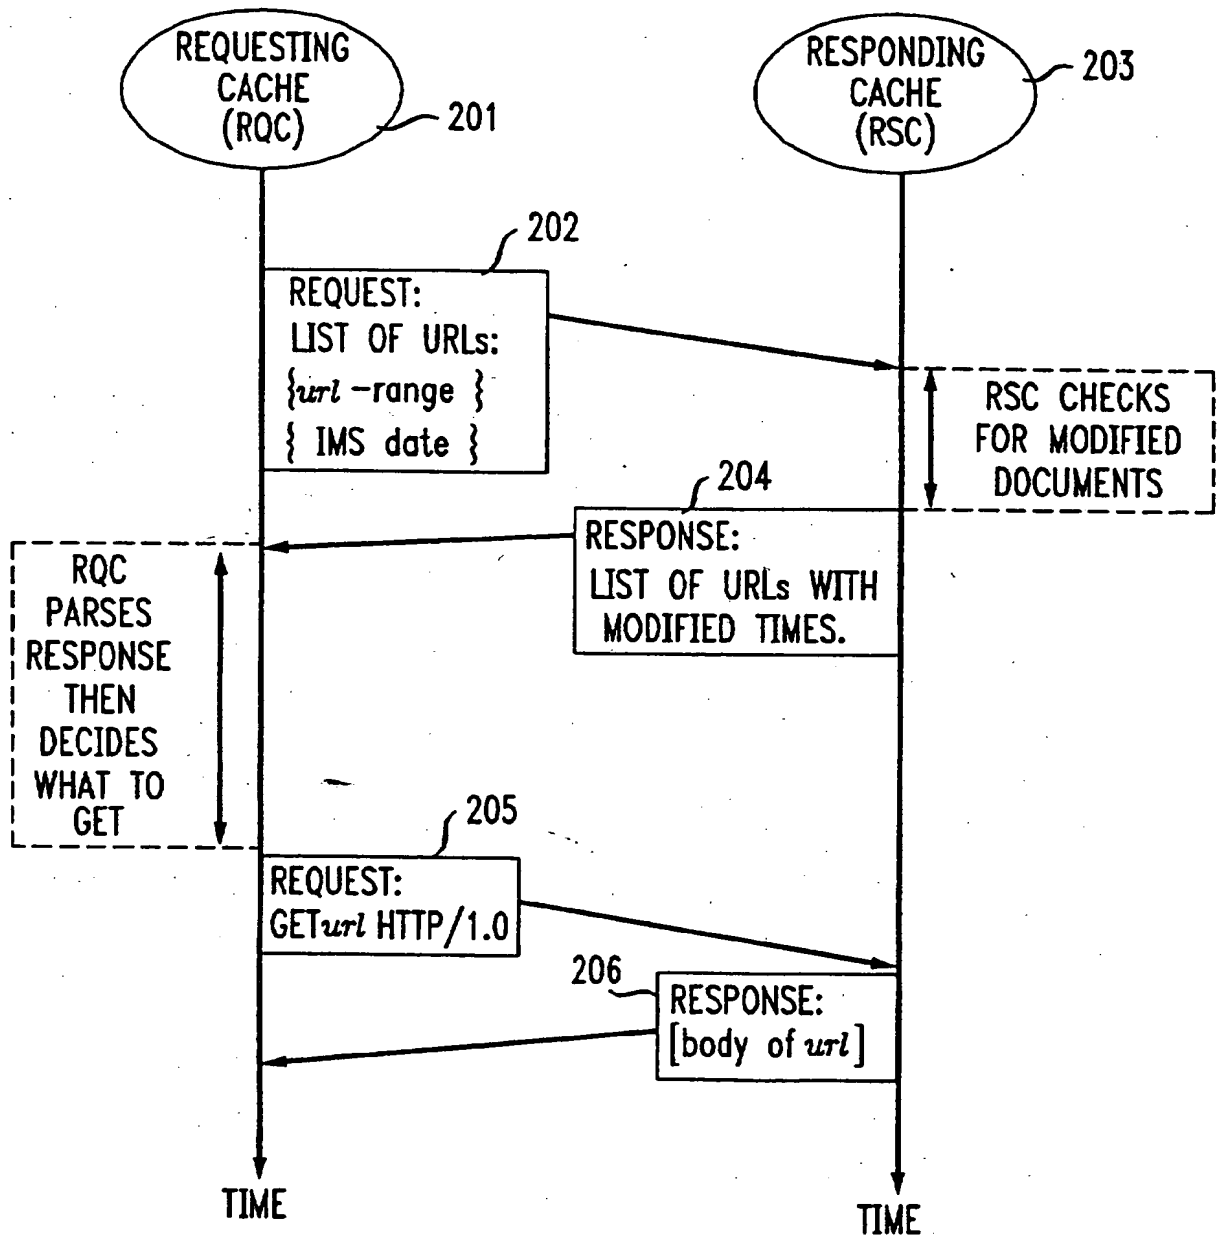 REQUESTING
CACHE
(RQC)
201
RESPONDING
CACHE
(RSC)
203
202
REQUEST:
LIST OF URLs:
{url -range }
{ IMS date }
RSC CHECKS
FOR MODIFIED
DOCUMENTS
204
RESPONSE:
LIST OF URLs WITH
MODIFIED TIMES.
RQC
PARSES
RESPONSE
THEN
DECIDES
WHAT TO
GET
205
REQUEST:
GET url HTTP/1.0
206
RESPONSE:
[body of url]
TIME
TIME